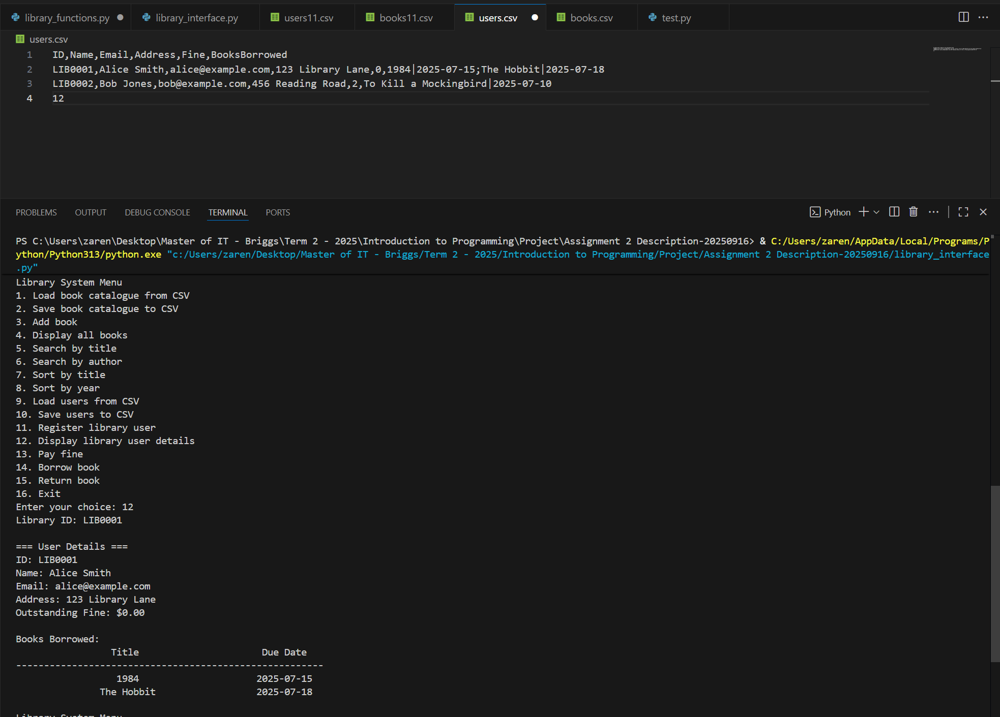 library_functions.py library_interface.py users11.csv books11.csv users.csv books.csv test.py
users.csv
1 ID,Name,Email,Address,Fine,BooksBorrowed
2 LIB0001,Alice Smith,alice@example.com,123 Library Lane,0,1984|2025-07-15;The Hobbit|2025-07-18
3 LIB0002,Bob Jones,bob@example.com,456 Reading Road,2,To Kill a Mockingbird|2025-07-10
4 12
PROBLEMS OUTPUT DEBUG CONSOLE TERMINAL PORTS Python
PS C:\Users\zaren\Desktop\Master of IT - Briggs\Term 2 - 2025\Introduction to Programming\Project\Assignment 2 Description-20250916> & C:/Users/zaren/AppData/Local/Programs/P
ython/Python313/python.exe "c:/Users/zaren/Desktop/Master of IT - Briggs/Term 2 - 2025/Introduction to Programming/Project/Assignment 2 Description-20250916/library_interface
.py"
Library System Menu
1. Load book catalogue from CSV
2. Save book catalogue to CSV
3. Add book
4. Display all books
5. Search by title
6. Search by author
7. Sort by title
8. Sort by year
9. Load users from CSV
10. Save users to CSV
11. Register library user
12. Display library user details
13. Pay fine
14. Borrow book
15. Return book
16. Exit
Enter your choice: 12
Library ID: LIB0001
=== User Details ===
ID: LIB0001
Name: Alice Smith
Email: alice@example.com
Address: 123 Library Lane
Outstanding Fine: $0.00
Books Borrowed:
Title Due Date
-------------------------------------------------------
1984 2025-07-15
The Hobbit 2025-07-18
Library System Menu